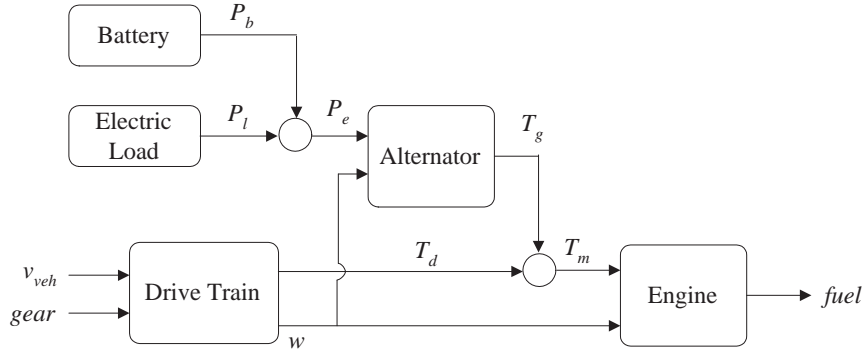 Battery
P_b
Electric
Load
P_l
P_e
Alternator
T_g
v_veh
gear
Drive Train
T_d
w
T_m
Engine
fuel